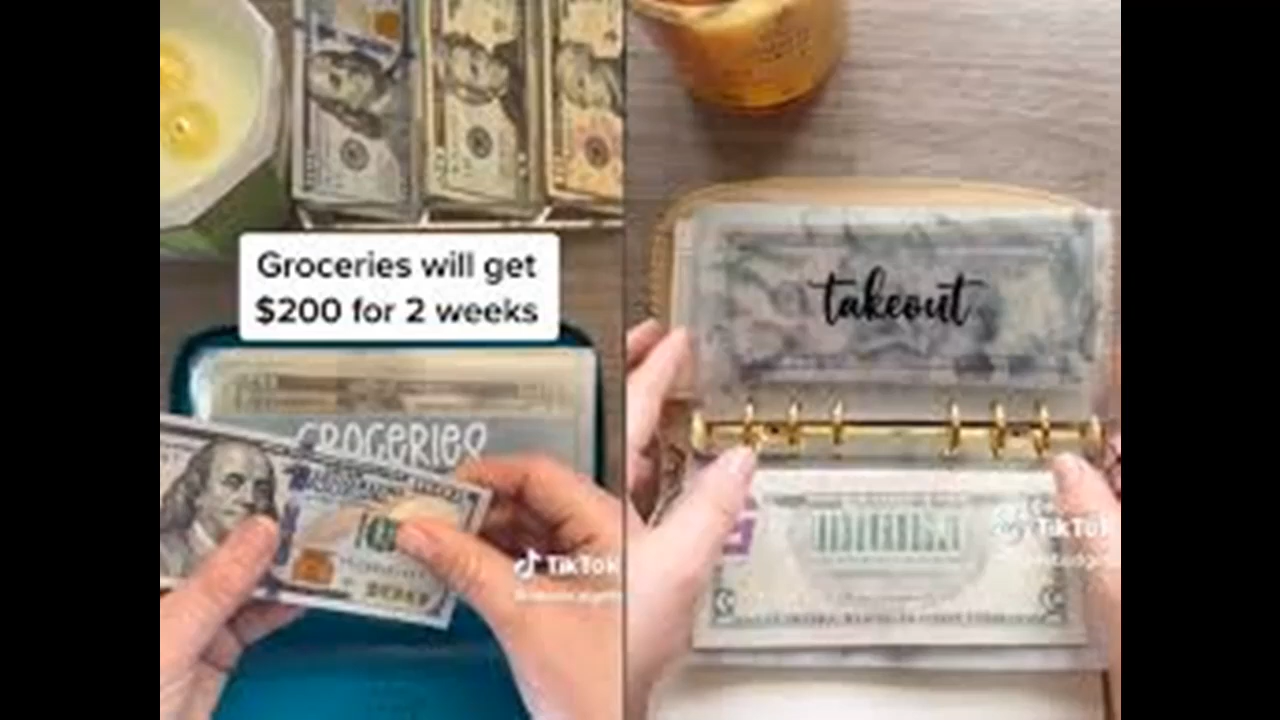 Groceries will get
$200 for 2 weeks
GROCERIES
TikTok
takeout
TikTok